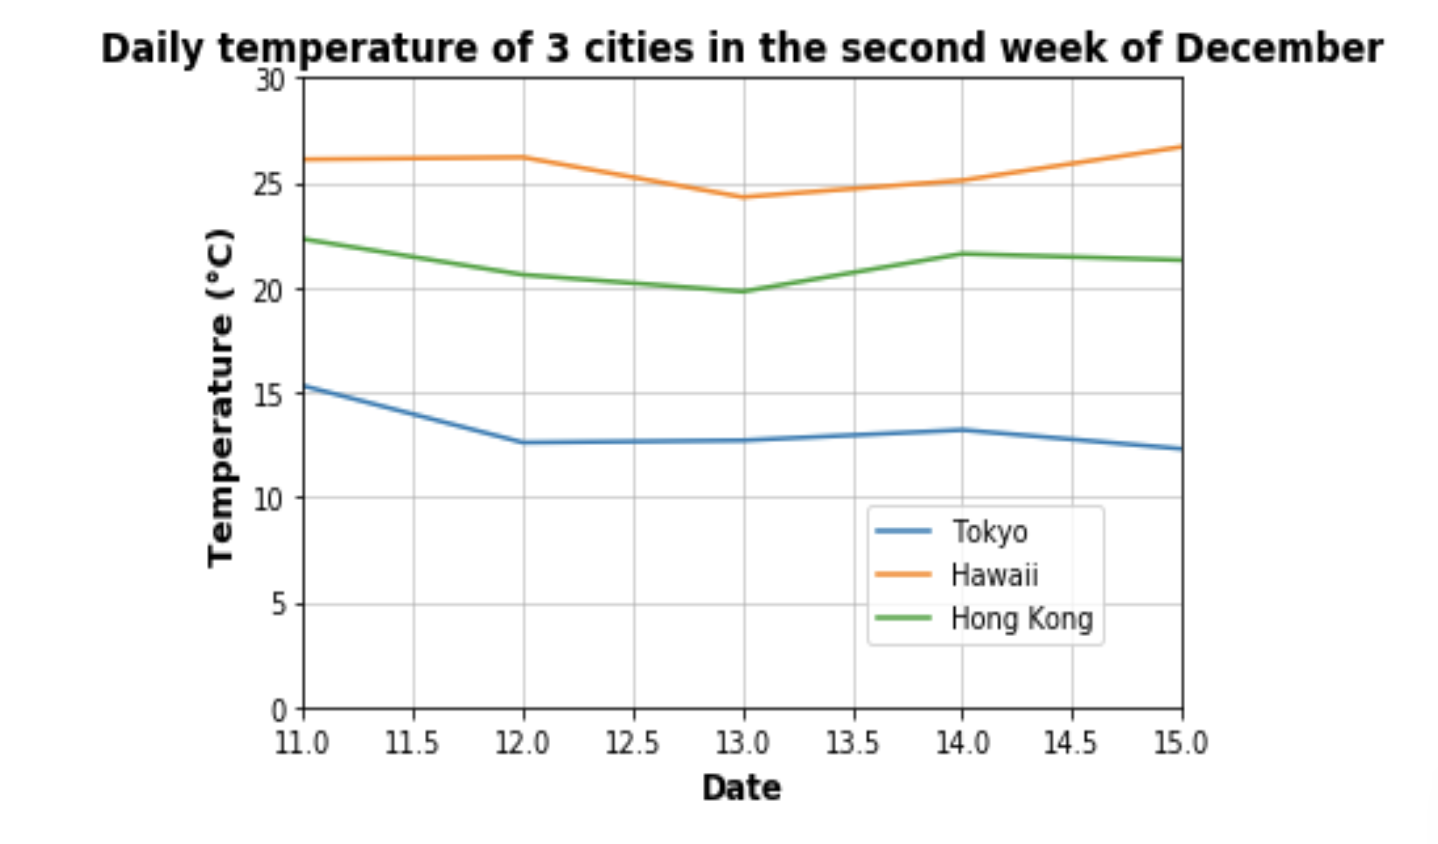 Daily temperature of 3 cities in the second week of December
30
25
20
15
10
5
0
Temperature (°C)
Tokyo
Hawaii
Hong Kong
11.0 11.5 12.0 12.5 13.0 13.5 14.0 14.5 15.0
Date